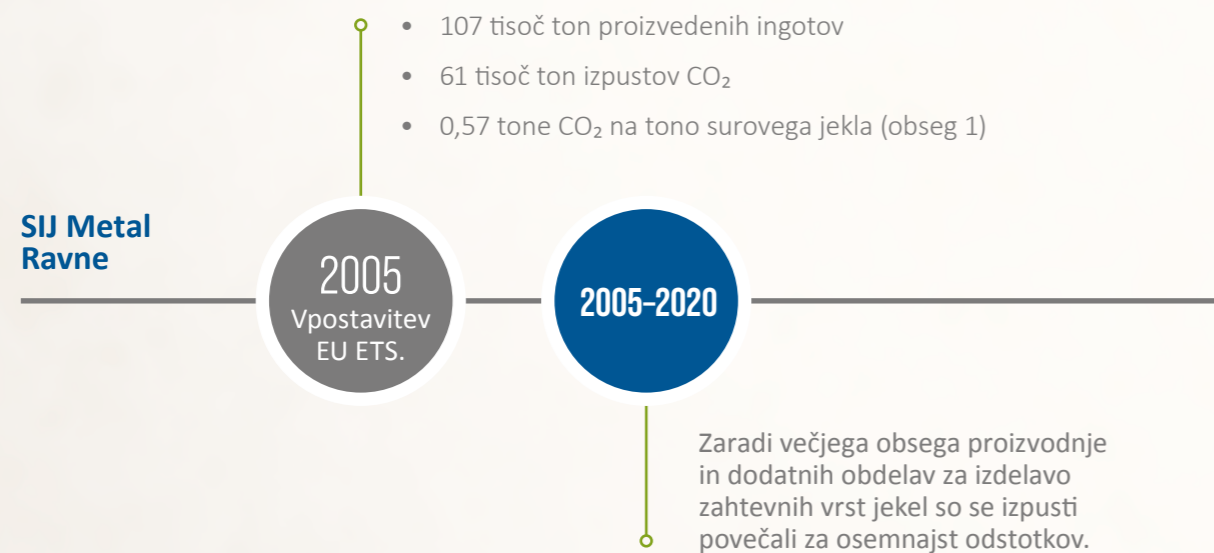 • 107 tisoč ton proizvedenih ingotov
• 61 tisoč ton izpustov CO₂
• 0,57 tone CO₂ na tono surovega jekla (obseg 1)
SIJ Metal
Ravne
2005
Vpostavitev
EU ETS.
2005–2020
Zaradi večjega obsega proizvodnje
in dodatnih obdelav za izdelavo
zahtevnih vrst jekel so se izpusti
povečali za osemnajst odstotkov.